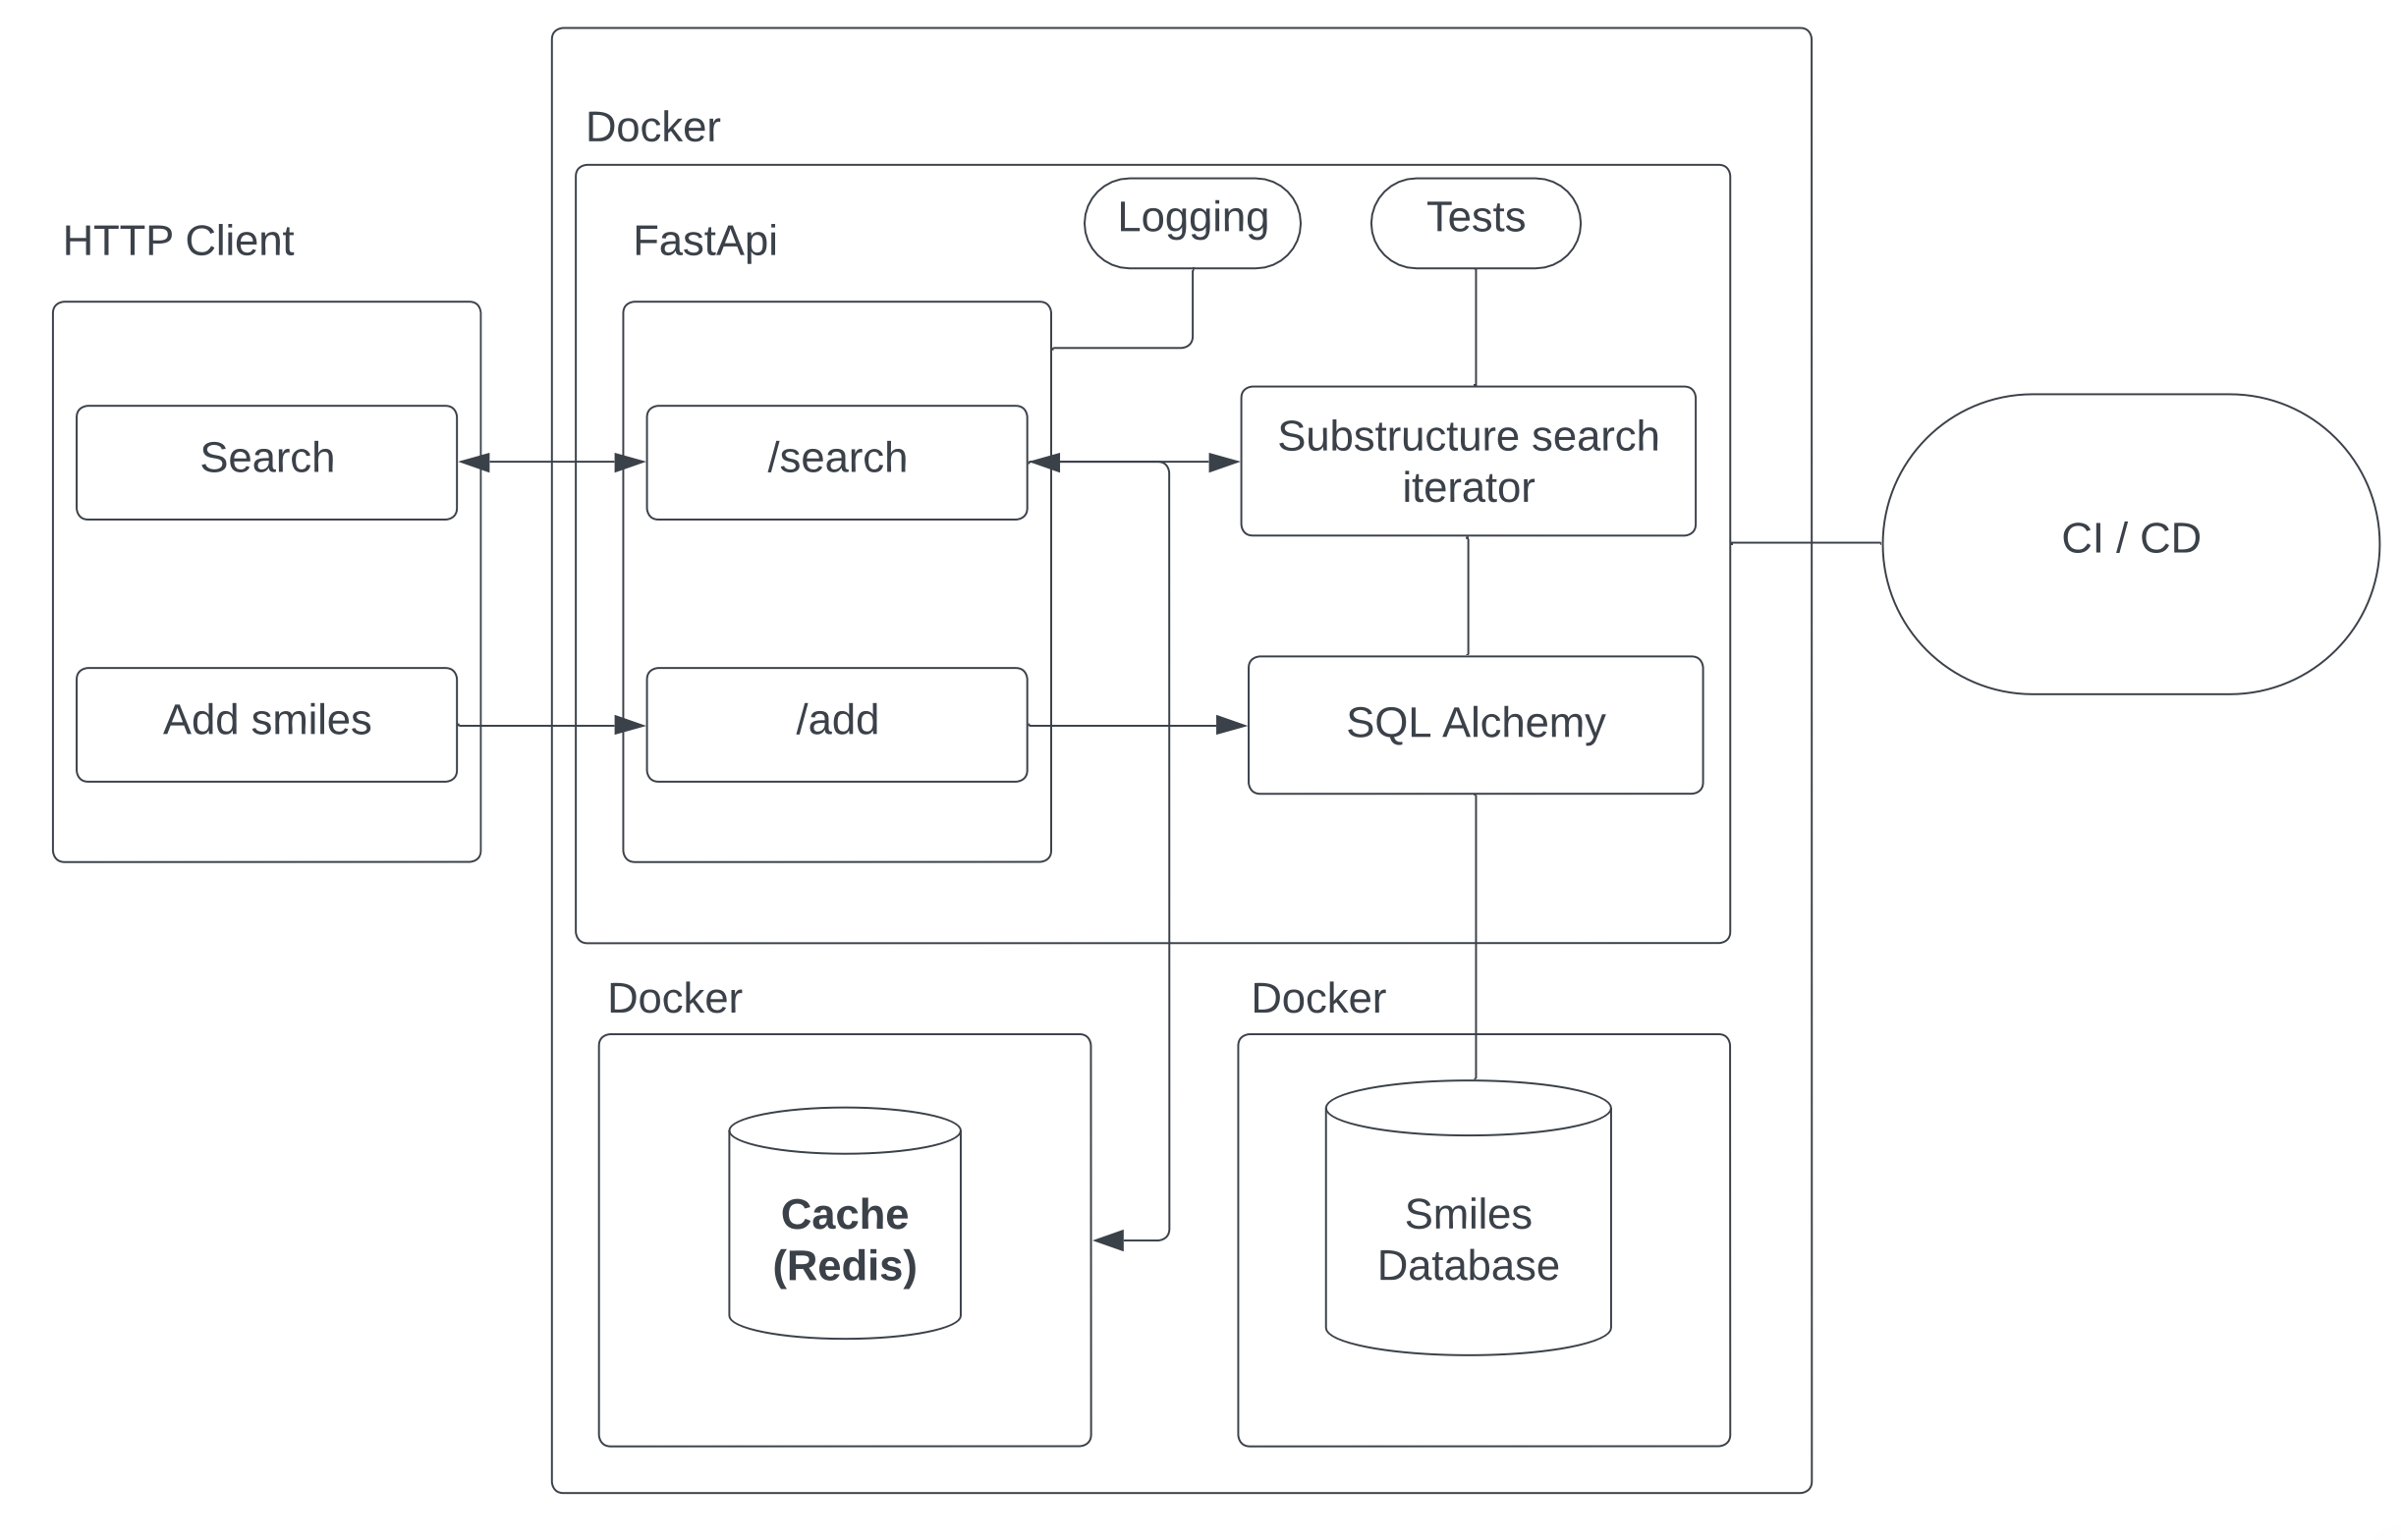 Docker
HTTP Client
FastApi
Logging
Tests
Search
/search
Substructure search
iterator
CI / CD
Add smiles
/add
SQL Alchemy
Docker
Docker
Cache
(Redis)
Smiles
Database